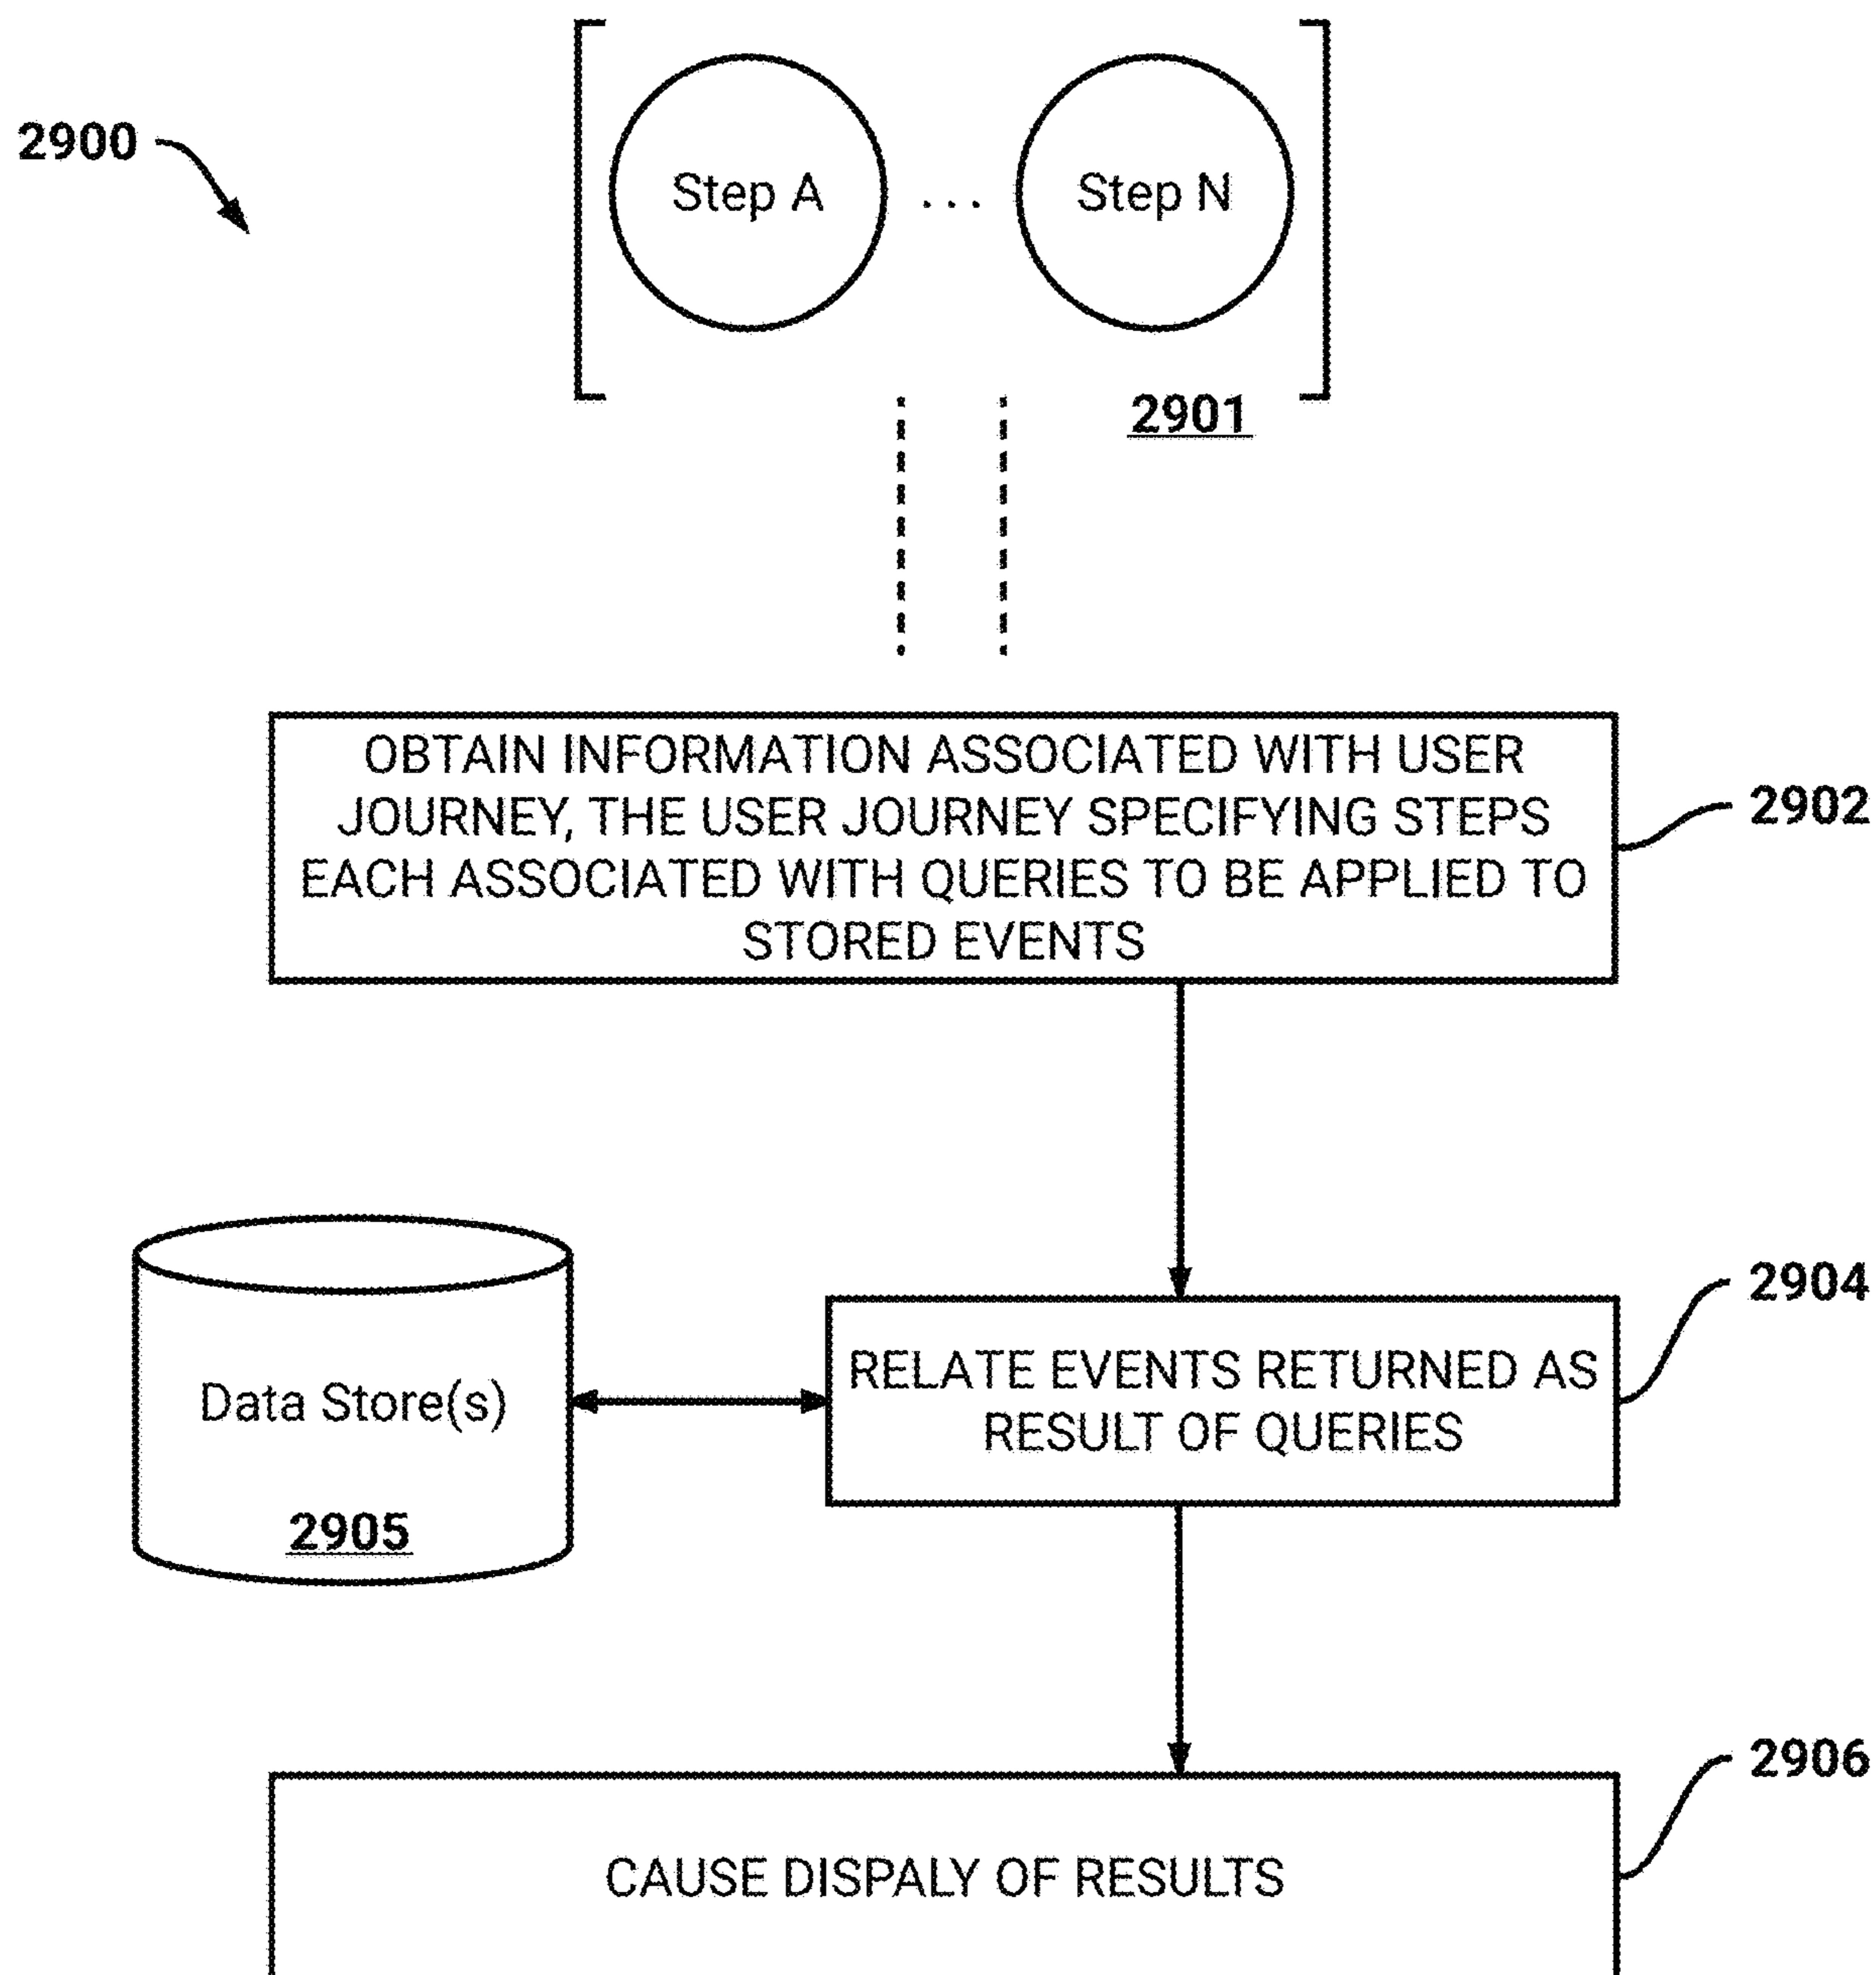 2900
Step A ... Step N
2901
OBTAIN INFORMATION ASSOCIATED WITH USER
JOURNEY, THE USER JOURNEY SPECIFYING STEPS
EACH ASSOCIATED WITH QUERIES TO BE APPLIED TO
STORED EVENTS
2902
2904
RELATE EVENTS RETURNED AS
RESULT OF QUERIES
Data Store(s)
2905
2906
CAUSE DISPALY OF RESULTS